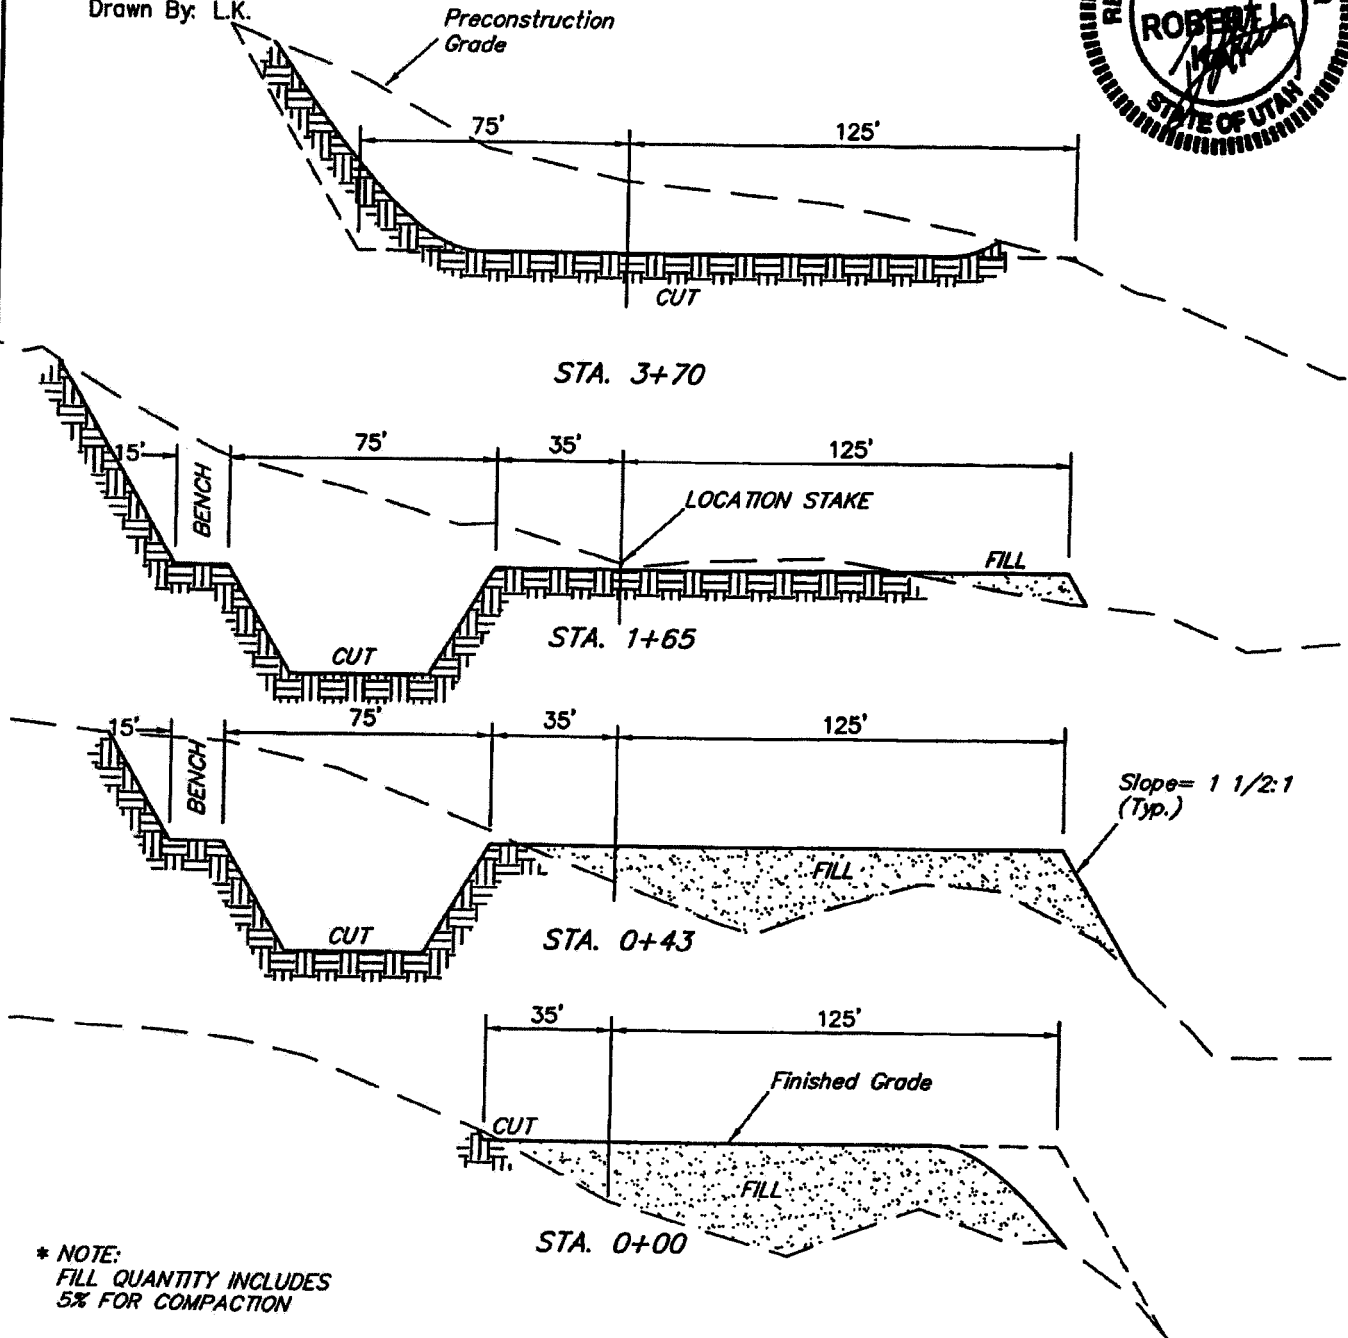 Drawn By: L.K.
Preconstruction
Grade
ROBERT L.
KAY
STATE OF UTAH
75'
125'
CUT
STA. 3+70
15'
BENCH
75'
35'
125'
LOCATION STAKE
FILL
CUT
STA. 1+65
15'
BENCH
75'
35'
125'
Slope= 1 1/2:1
(Typ.)
FILL
CUT
STA. 0+43
35'
125'
Finished Grade
CUT
FILL
STA. 0+00
* NOTE:
FILL QUANTITY INCLUDES
5% FOR COMPACTION